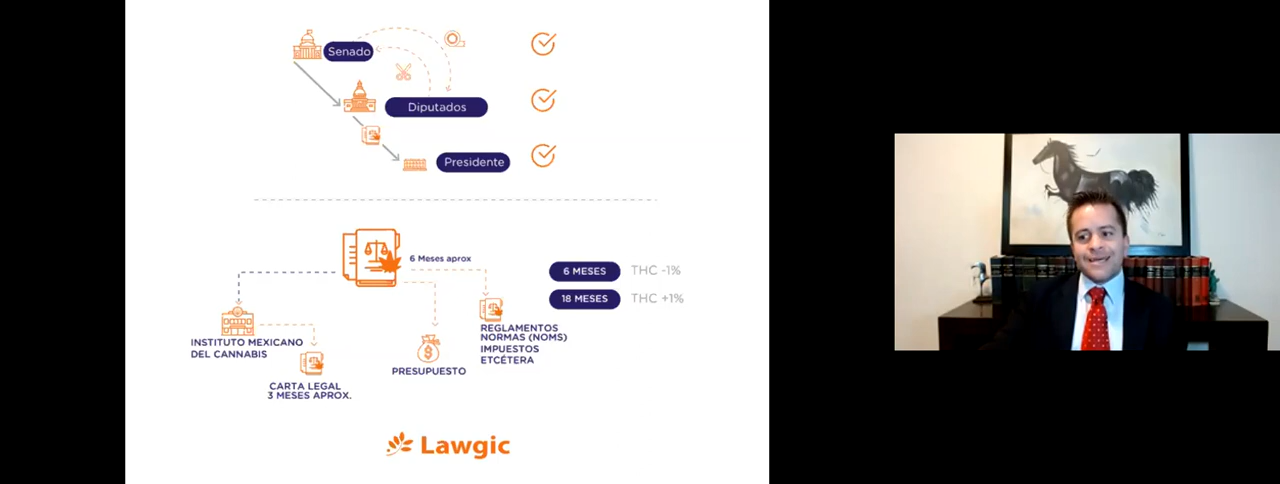 Senado
Diputados
Presidente
6 Meses aprox
6 MESES THC -1%
18 MESES THC +1%
INSTITUTO MEXICANO
DEL CANNABIS
CARTA LEGAL
3 MESES APROX.
PRESUPUESTO
REGLAMENTOS
NORMAS (NOMS)
IMPUESTOS
ETCÉTERA
Lawgic